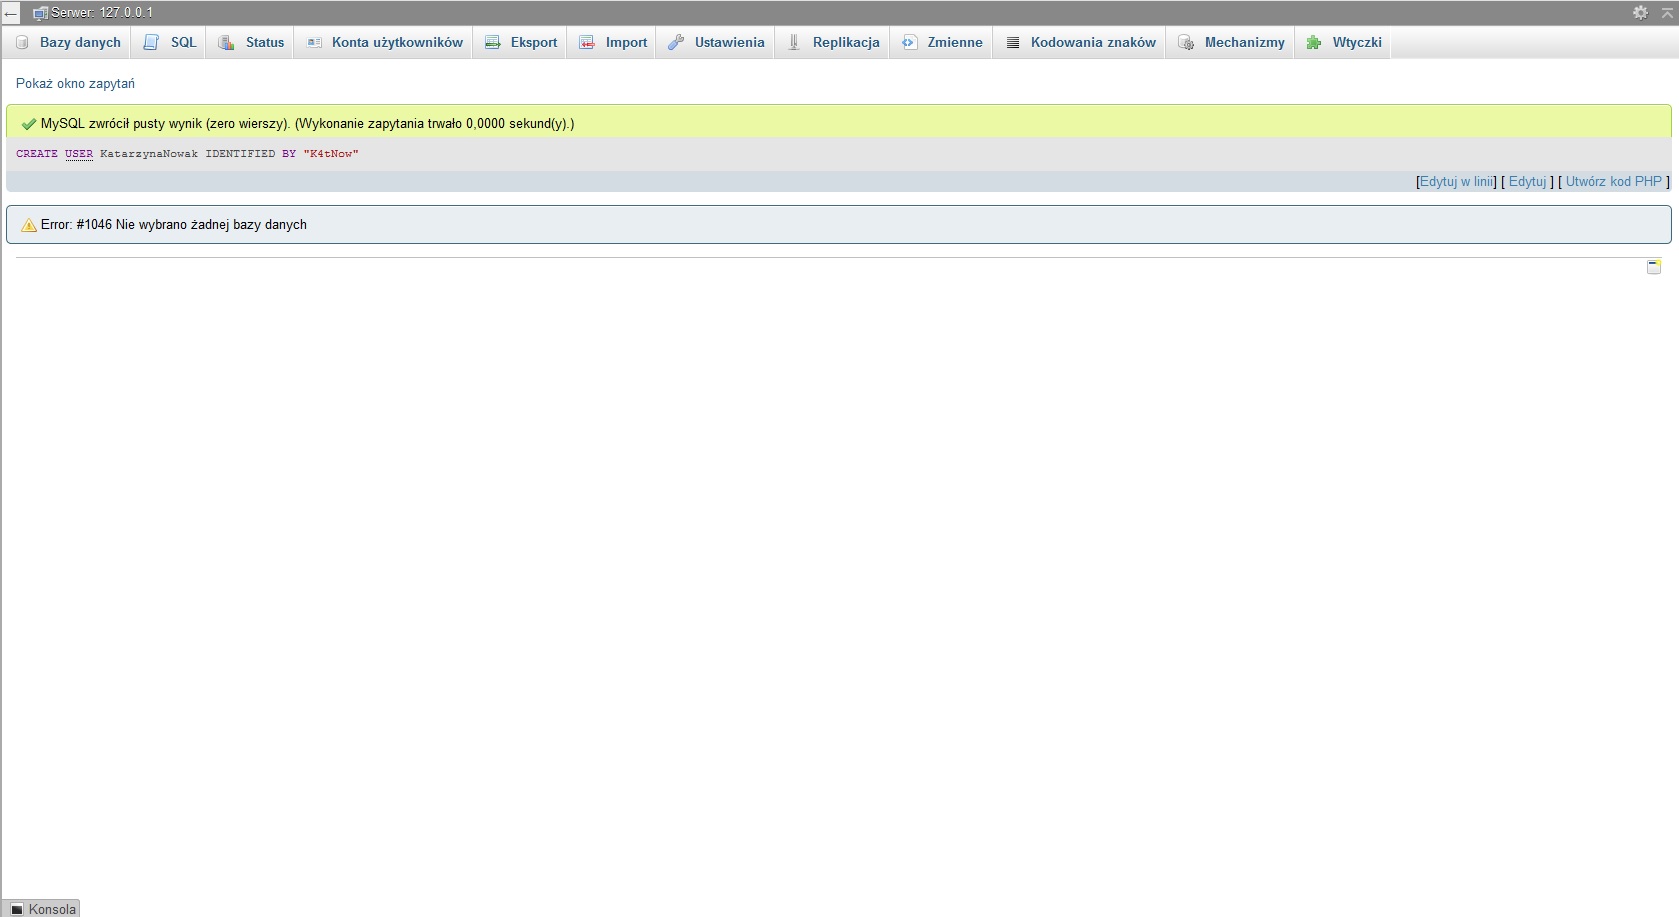 Serwer: 127.0.0.1
Bazy danych SQL Status Konta użytkowników Eksport Import Ustawienia Replikacja Zmienne Kodowania znaków Mechanizmy Wtyczki
Pokaż okno zapytań
MySQL zwrócił pusty wynik (zero wierszy). (Wykonanie zapytania trwało 0,0000 sekund(y).)
CREATE USER KatarzynaNowak IDENTIFIED BY "K4tNow"
[Edytuj w linii] [ Edytuj ] [ Utwórz kod PHP ]
Error: #1046 Nie wybrano żadnej bazy danych
Konsola